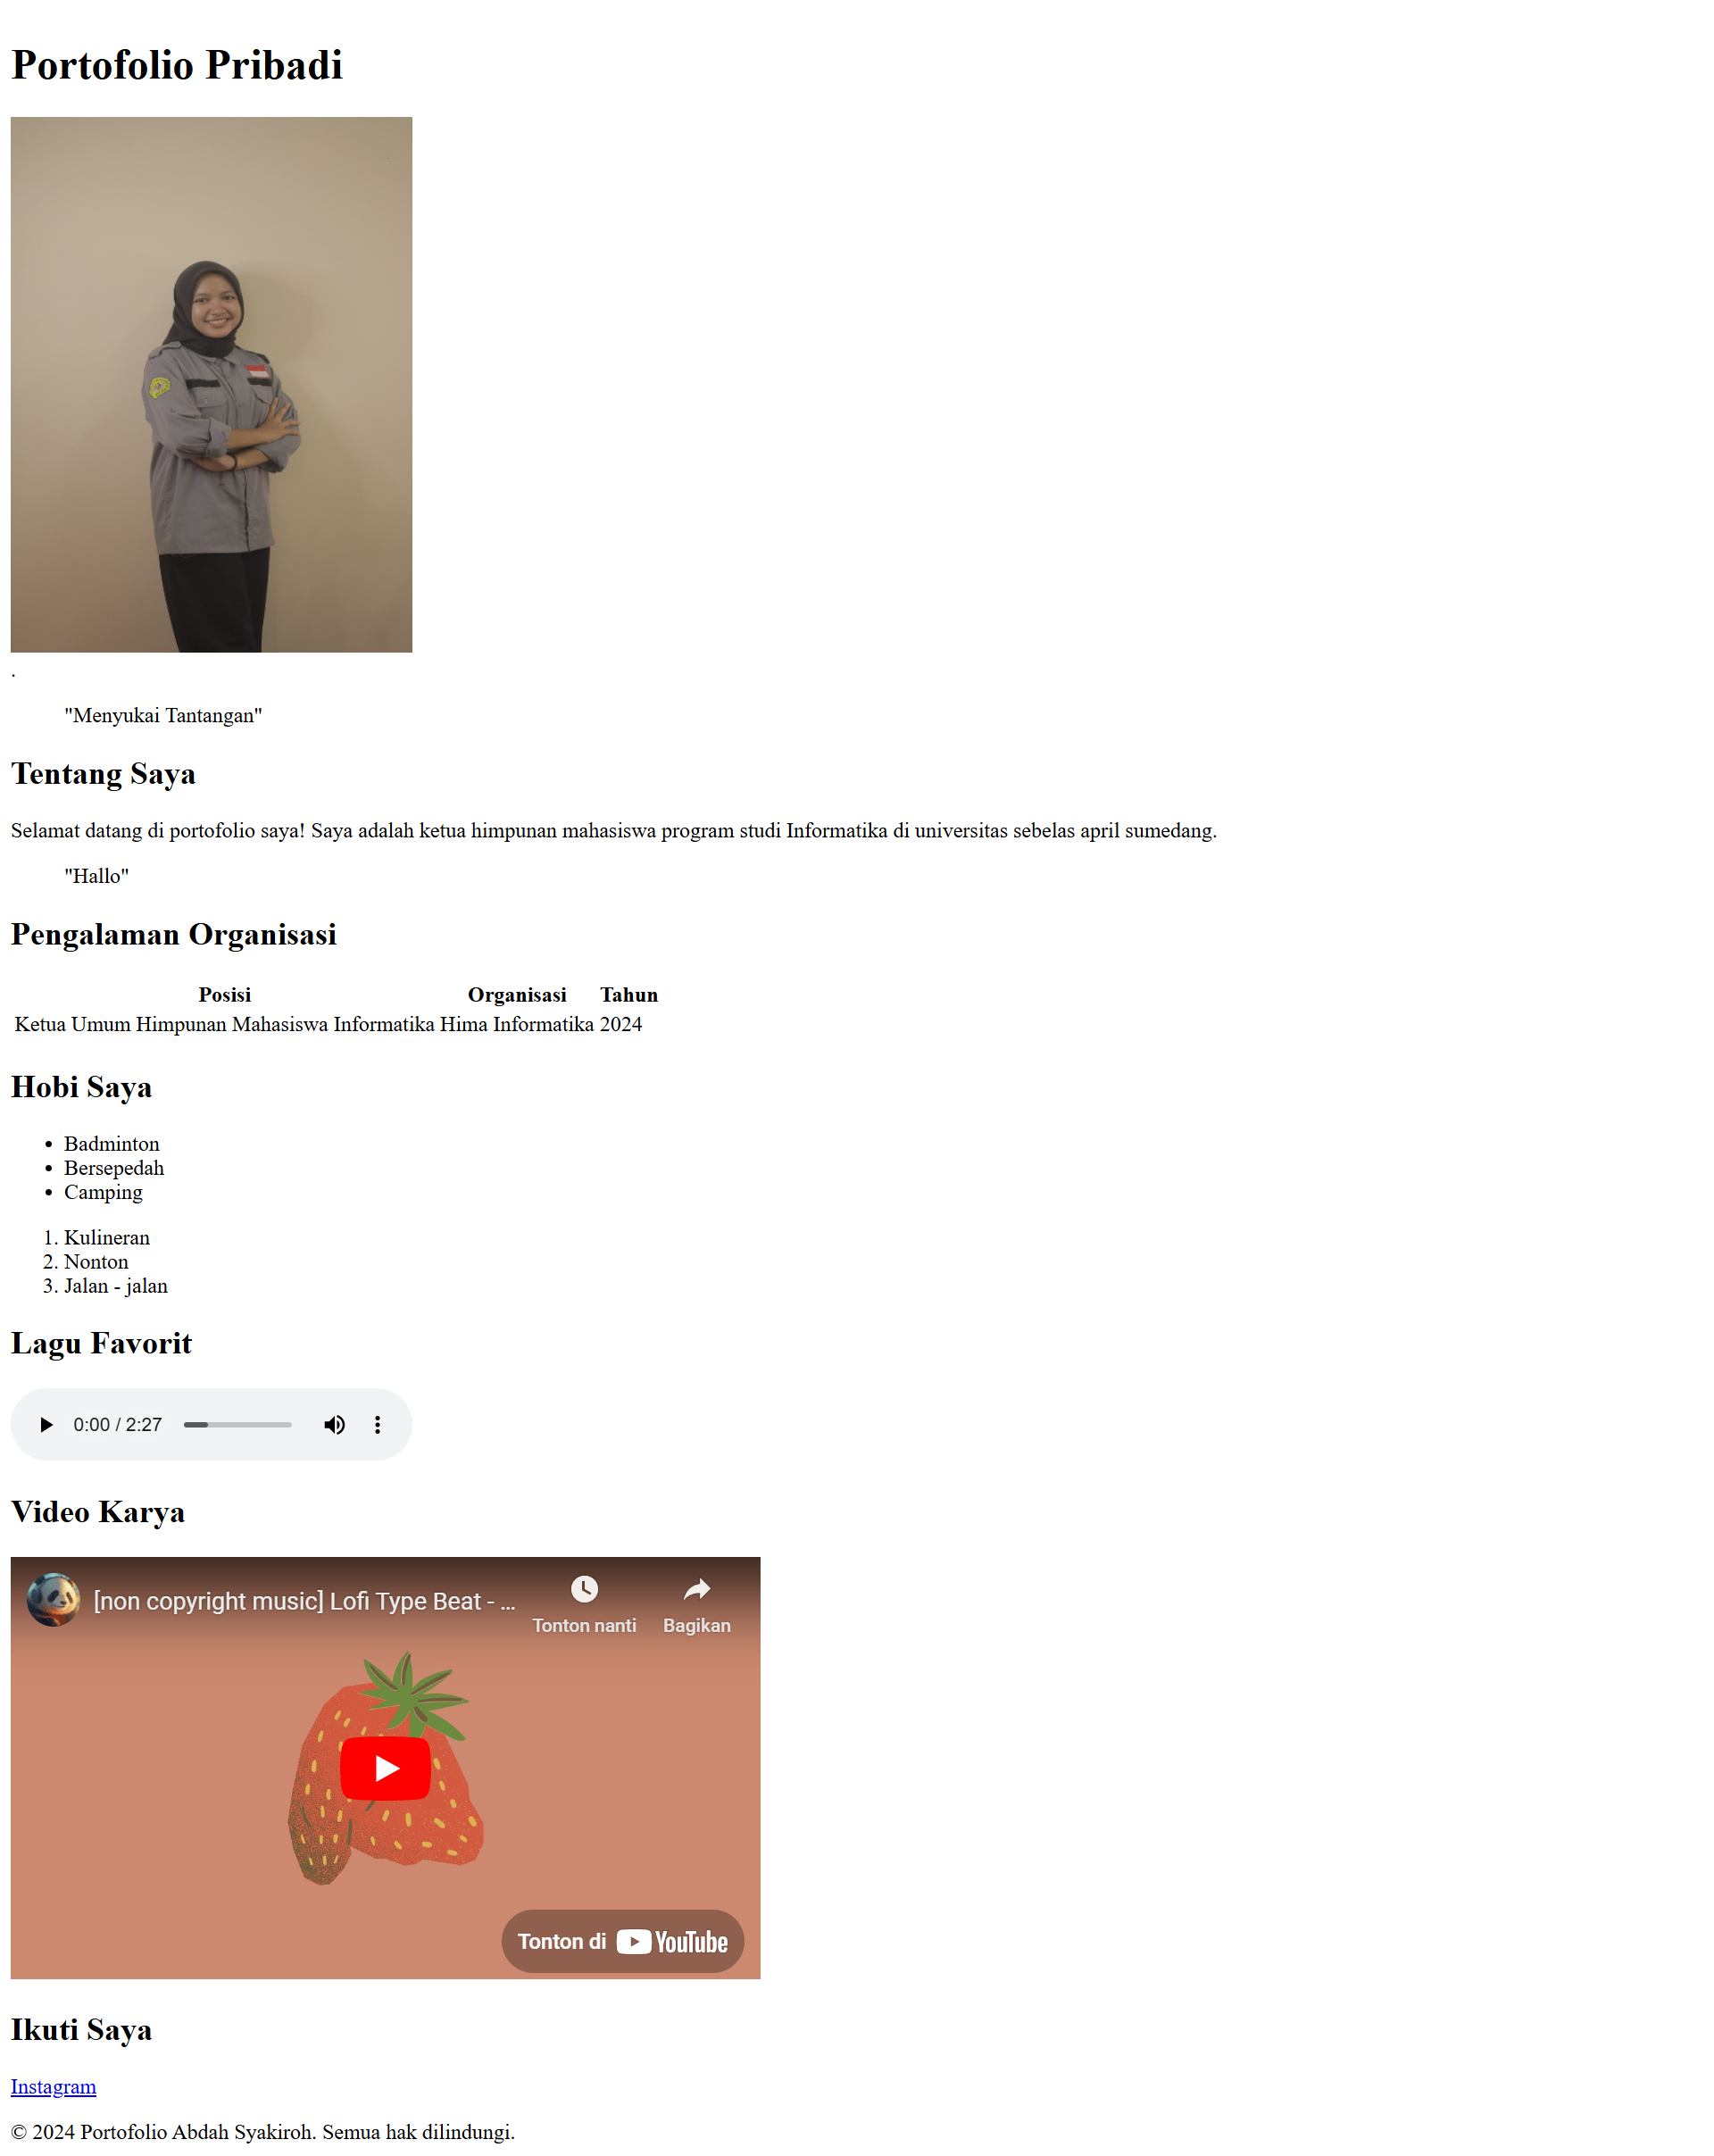 Portofolio Pribadi
.
"Menyukai Tantangan"
Tentang Saya
Selamat datang di portofolio saya! Saya adalah ketua himpunan mahasiswa program studi Informatika di universitas sebelas april sumedang.
"Hallo"
Pengalaman Organisasi
Posisi Organisasi Tahun
Ketua Umum Himpunan Mahasiswa Informatika Hima Informatika 2024
Hobi Saya
• Badminton
• Bersepedah
• Camping
1. Kulineran
2. Nonton
3. Jalan - jalan
Lagu Favorit
0:00 / 2:27
Video Karya
[non copyright music] Lofi Type Beat - ...
Tonton nanti
Bagikan
Tonton di YouTube
Ikuti Saya
Instagram
© 2024 Portofolio Abdah Syakiroh. Semua hak dilindungi.